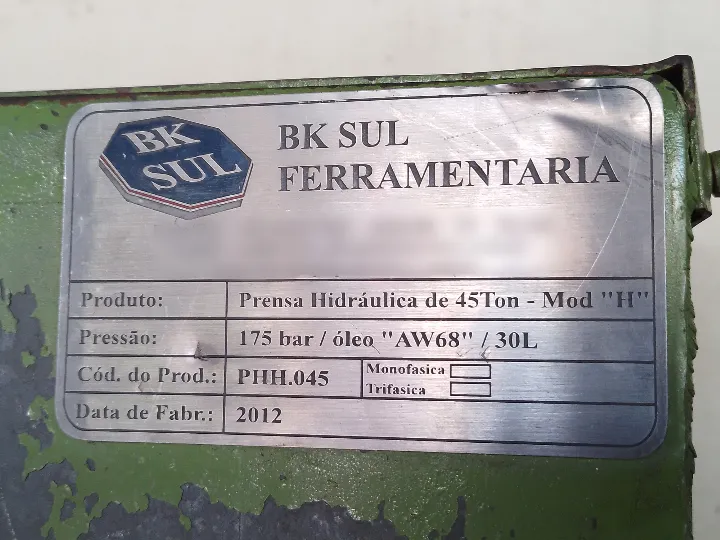 BK SUL
BK SUL
FERRAMENTARIA
Produto: Prensa Hidráulica de 45Ton - Mod "H"
Pressão: 175 bar / óleo "AW68" / 30L
Cód. do Prod.: PHH.045 Monofasica
Trifasica
Data de Fabr.: 2012